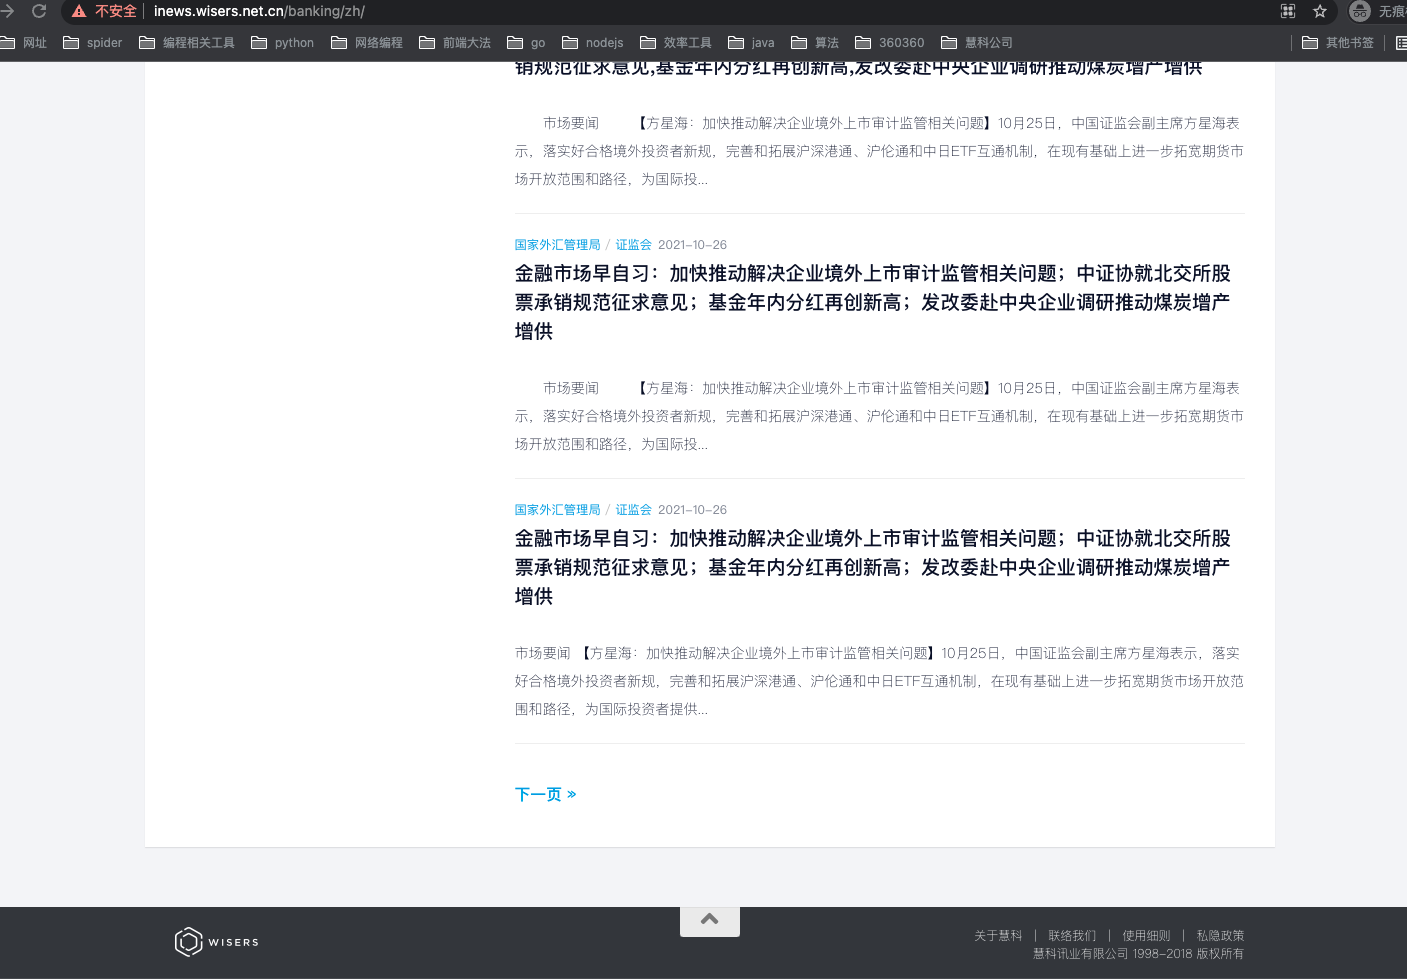 不安全 inews.wisers.net.cn/banking/zh/ 无痕
网址 spider 编程相关工具 python 网络编程 前端大法 go nodejs 效率工具 java 算法 360360 慧科公司 其他书签
销规范征求意见,基金年内分红再创新高,发改委赴中央企业调研推动煤炭增产增供
市场要闻 【方星海：加快推动解决企业境外上市审计监管相关问题】10月25日，中国证监会副主席方星海表
示，落实好合格境外投资者新规，完善和拓展沪深港通、沪伦通和中日ETF互通机制，在现有基础上进一步拓宽期货市
场开放范围和路径，为国际投...
国家外汇管理局 / 证监会 2021-10-26
金融市场早自习：加快推动解决企业境外上市审计监管相关问题；中证协就北交所股
票承销规范征求意见；基金年内分红再创新高；发改委赴中央企业调研推动煤炭增产
增供
市场要闻 【方星海：加快推动解决企业境外上市审计监管相关问题】10月25日，中国证监会副主席方星海表
示，落实好合格境外投资者新规，完善和拓展沪深港通、沪伦通和中日ETF互通机制，在现有基础上进一步拓宽期货市
场开放范围和路径，为国际投...
国家外汇管理局 / 证监会 2021-10-26
金融市场早自习：加快推动解决企业境外上市审计监管相关问题；中证协就北交所股
票承销规范征求意见；基金年内分红再创新高；发改委赴中央企业调研推动煤炭增产
增供
市场要闻 【方星海：加快推动解决企业境外上市审计监管相关问题】10月25日，中国证监会副主席方星海表示，落实
好合格境外投资者新规，完善和拓展沪深港通、沪伦通和中日ETF互通机制，在现有基础上进一步拓宽期货市场开放范
围和路径，为国际投资者提供...
下一页 »
WISERS
关于慧科 | 联络我们 | 使用细则 | 私隐政策
慧科讯业有限公司 1998-2018 版权所有